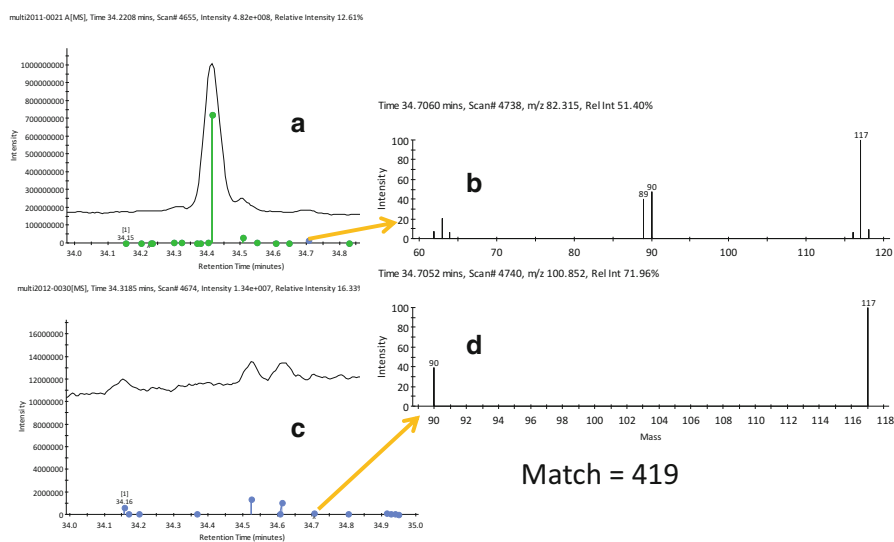 multi2011-0021 A[MS], Time 34.2208 mins, Scan# 4655, Intensity 4.82e+008, Relative Intensity 12.61%
1000000000
900000000
800000000
700000000
600000000
500000000
400000000
300000000
200000000
100000000
0
Intensity
a
[1]
34.15
34.0 34.1 34.2 34.3 34.4 34.5 34.6 34.7 34.8
Retention Time (minutes)
Time 34.7060 mins, Scan# 4738, m/z 82.315, Rel Int 51.40%
100
80
60
40
20
0
Intensity
b
89
90
117
60 70 80 90 100 110 120
multi2012-0030[MS], Time 34.3185 mins, Scan# 4674, Intensity 1.34e+007, Relative Intensity 16.33%
16000000
14000000
12000000
10000000
8000000
6000000
4000000
2000000
0
Intensity
c
[1]
34.16
34.0 34.1 34.2 34.3 34.4 34.5 34.6 34.7 34.8 34.9 35.0
Retention Time (minutes)
Time 34.7052 mins, Scan# 4740, m/z 100.852, Rel Int 71.96%
100
80
60
40
20
0
Intensity
d
90
117
90 92 94 96 98 100 102 104 106 108 110 112 114 116 118
Mass
Match = 419